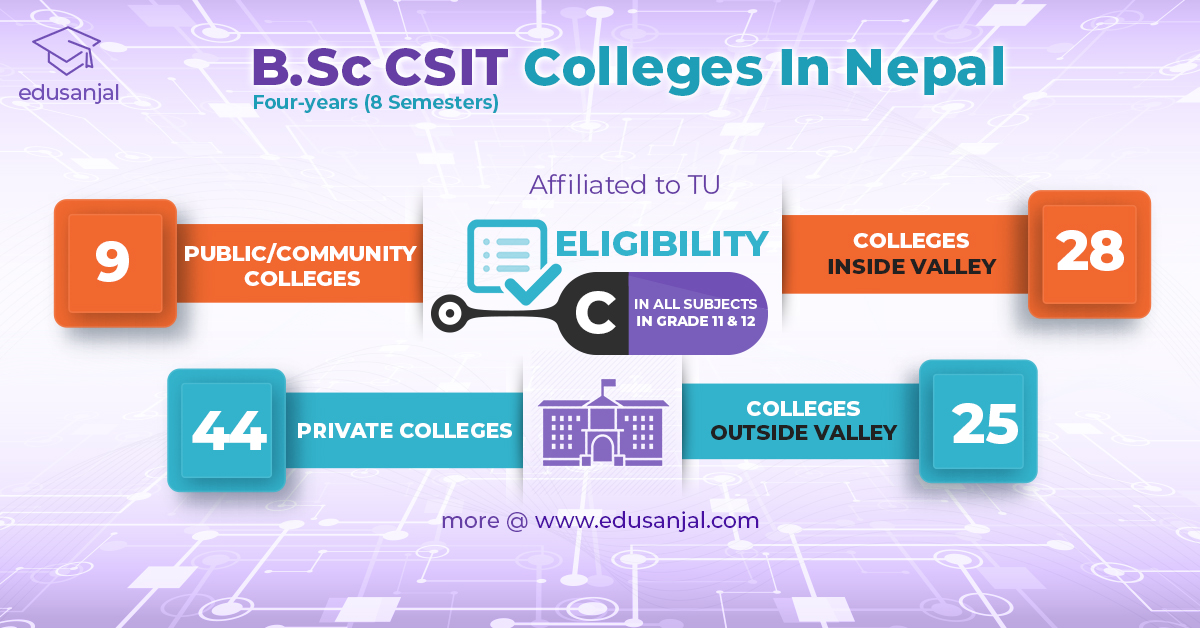 edusanjal
B.Sc CSIT Colleges In Nepal
Four-years (8 Semesters)
Affiliated to TU
9
PUBLIC/COMMUNITY
COLLEGES
ELIGIBILITY
C
IN ALL SUBJECTS
IN GRADE 11 & 12
COLLEGES
INSIDE VALLEY
28
44
PRIVATE COLLEGES
COLLEGES
OUTSIDE VALLEY
25
more @ www.edusanjal.com